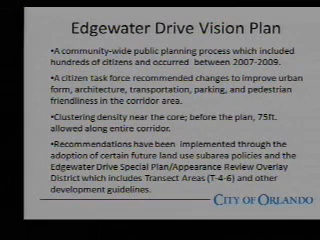 Edgewater Drive Vision Plan
•A community-wide public planning process which included
hundreds of citizens and occurred between 2007-2009.
•A citizen task force recommended changes to improve urban
form, architecture, transportation, parking, and pedestrian
friendliness in the corridor area.
•Clustering density near the core; before the plan, 75ft.
allowed along entire corridor.
•Recommendations have been implemented through the
adoption of certain future land use subarea policies and the
Edgewater Drive Special Plan/Appearance Review Overlay
District which includes Transect Areas (T-4-6) and other
development guidelines.
CITY OF ORLANDO